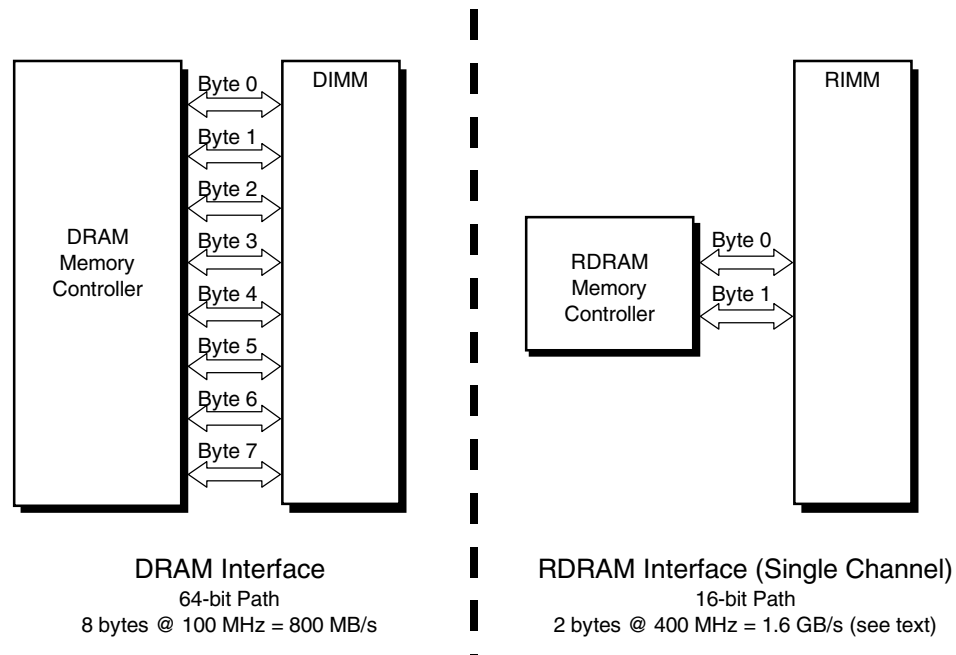 Byte 0
Byte 1
Byte 2
Byte 3
Byte 4
Byte 5
Byte 6
Byte 7
DRAM
Memory
Controller
DIMM
DRAM Interface
64-bit Path
8 bytes @ 100 MHz = 800 MB/s
RIMM
RDRAM
Memory
Controller
Byte 0
Byte 1
RDRAM Interface (Single Channel)
16-bit Path
2 bytes @ 400 MHz = 1.6 GB/s (see text)